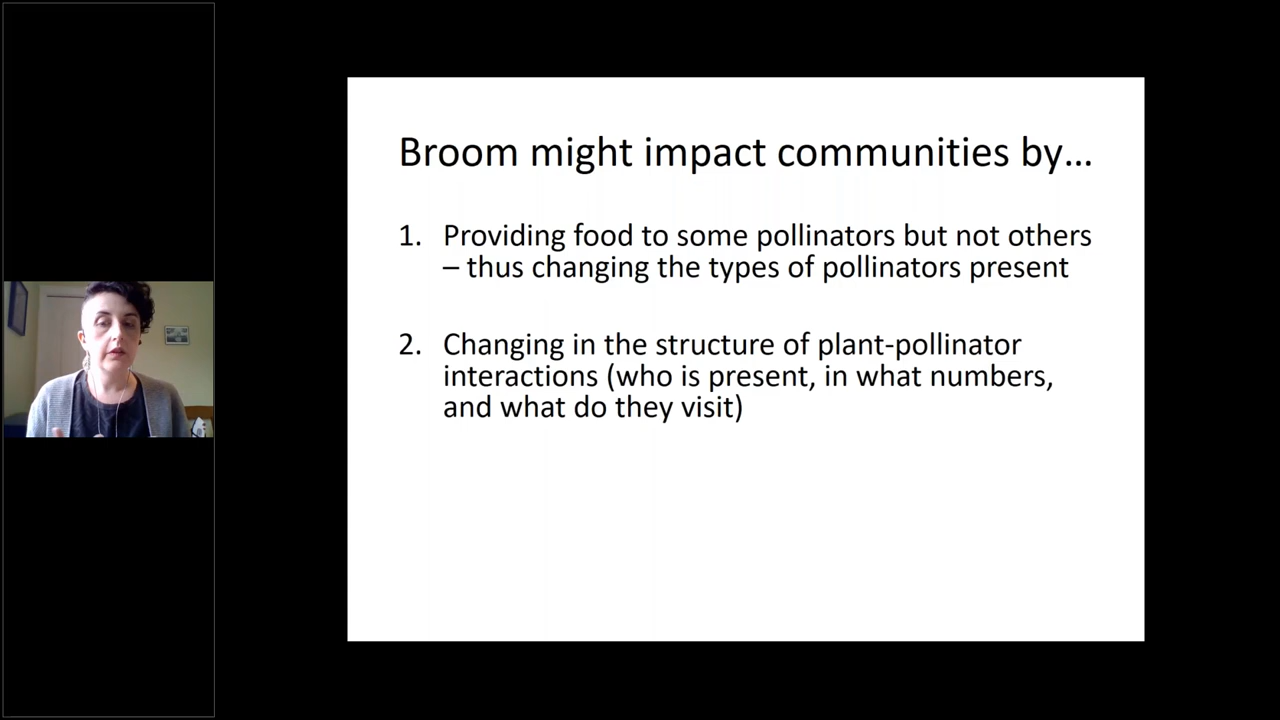 Broom might impact communities by…
1. Providing food to some pollinators but not others
– thus changing the types of pollinators present
2. Changing in the structure of plant-pollinator
interactions (who is present, in what numbers,
and what do they visit)